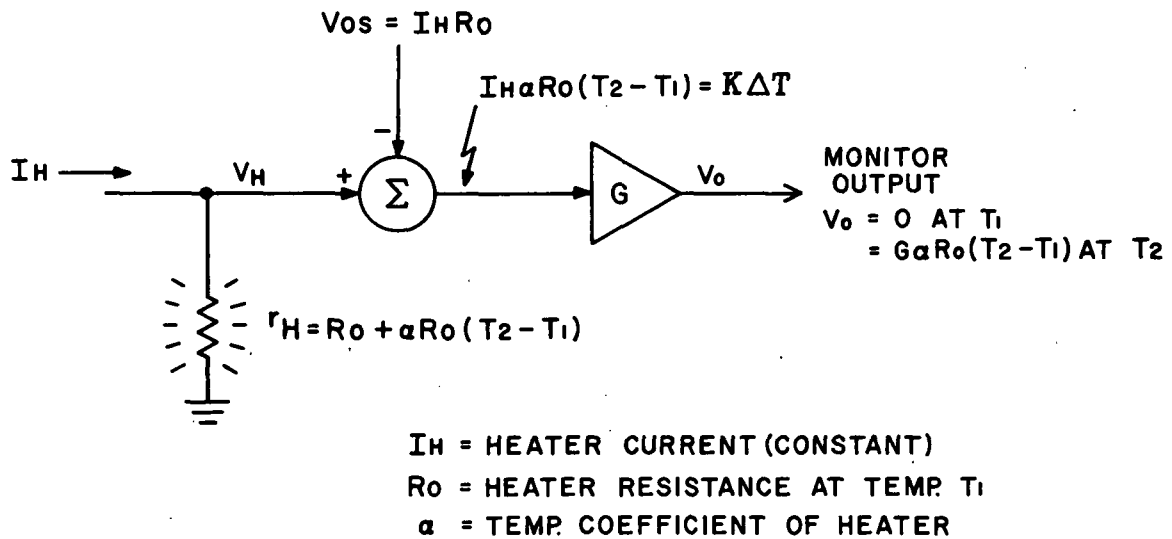 VOS = IHRO
IHαRO(T2-T1) = KΔT
IH
VH
+
-
Σ
G
VO
MONITOR
OUTPUT
VO = O AT T1
= GαRO(T2-T1) AT T2
rH = RO + αRO (T2-T1)
IH = HEATER CURRENT (CONSTANT)
RO = HEATER RESISTANCE AT TEMP. T1
α = TEMP. COEFFICIENT OF HEATER